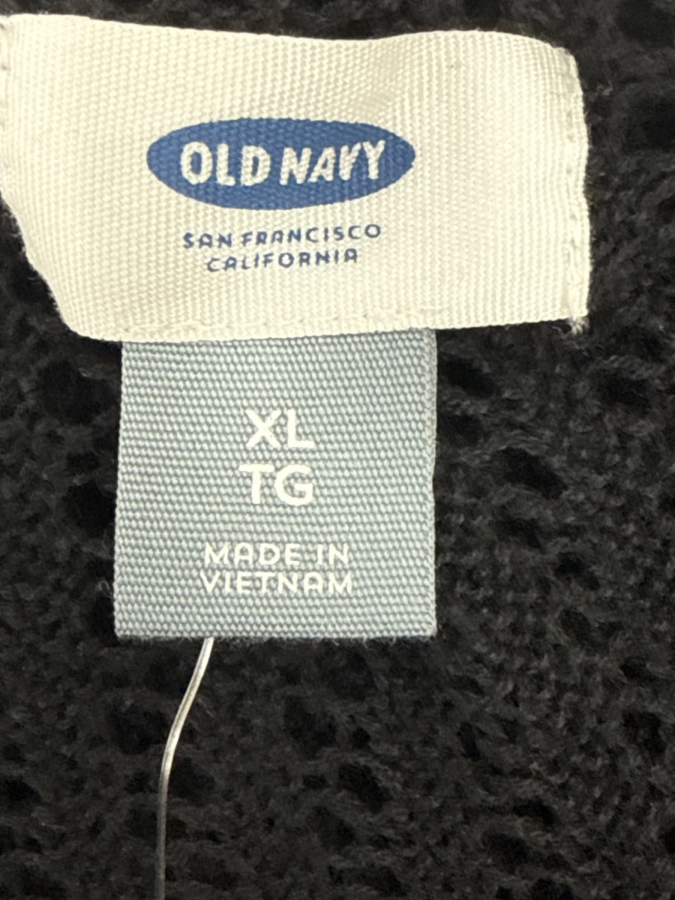 OLD NAVY
SAN FRANCISCO
CALIFORNIA
XL
TG
MADE IN
VIETNAM